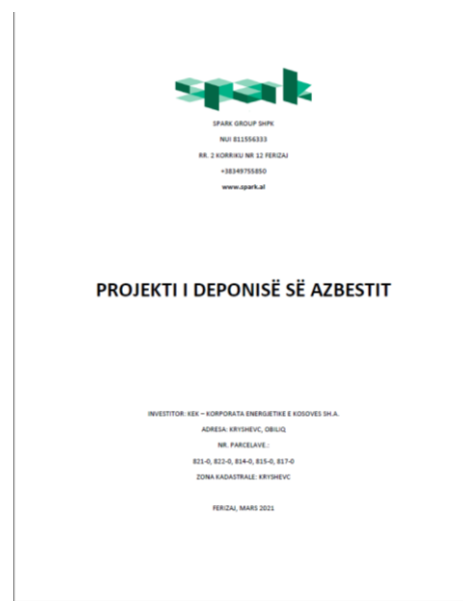 spark
SPARK GROUP SHPK
NUI 811556333
RR. 2 KORRIKU NR 12 FERIZAJ
+38349755850
www.zpark.al
PROJEKTI I DEPONISË SË AZBESTIT
INVESTITOR: KEK – KORPORATA ENERGJETIKE E KOSOVES SH.A.
ADRESA: KRYSHEVC, OBILIQ
NR. PARCELAVE.:
821-0, 822-0, 814-0, 815-0, 817-0
ZONA KADASTRALE: KRYSHEVC
FERIZAJ, MARS 2021